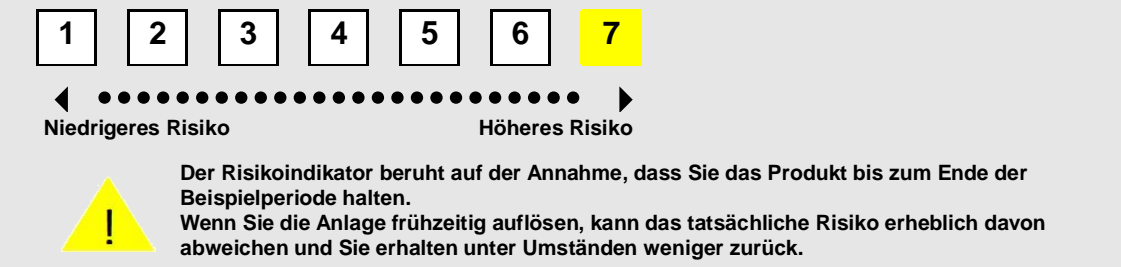 1 2 3 4 5 6 7
Niedrigeres Risiko Höheres Risiko
Der Risikoindikator beruht auf der Annahme, dass Sie das Produkt bis zum Ende der
Beispielperiode halten.
Wenn Sie die Anlage frühzeitig auflösen, kann das tatsächliche Risiko erheblich davon
abweichen und Sie erhalten unter Umständen weniger zurück.
!